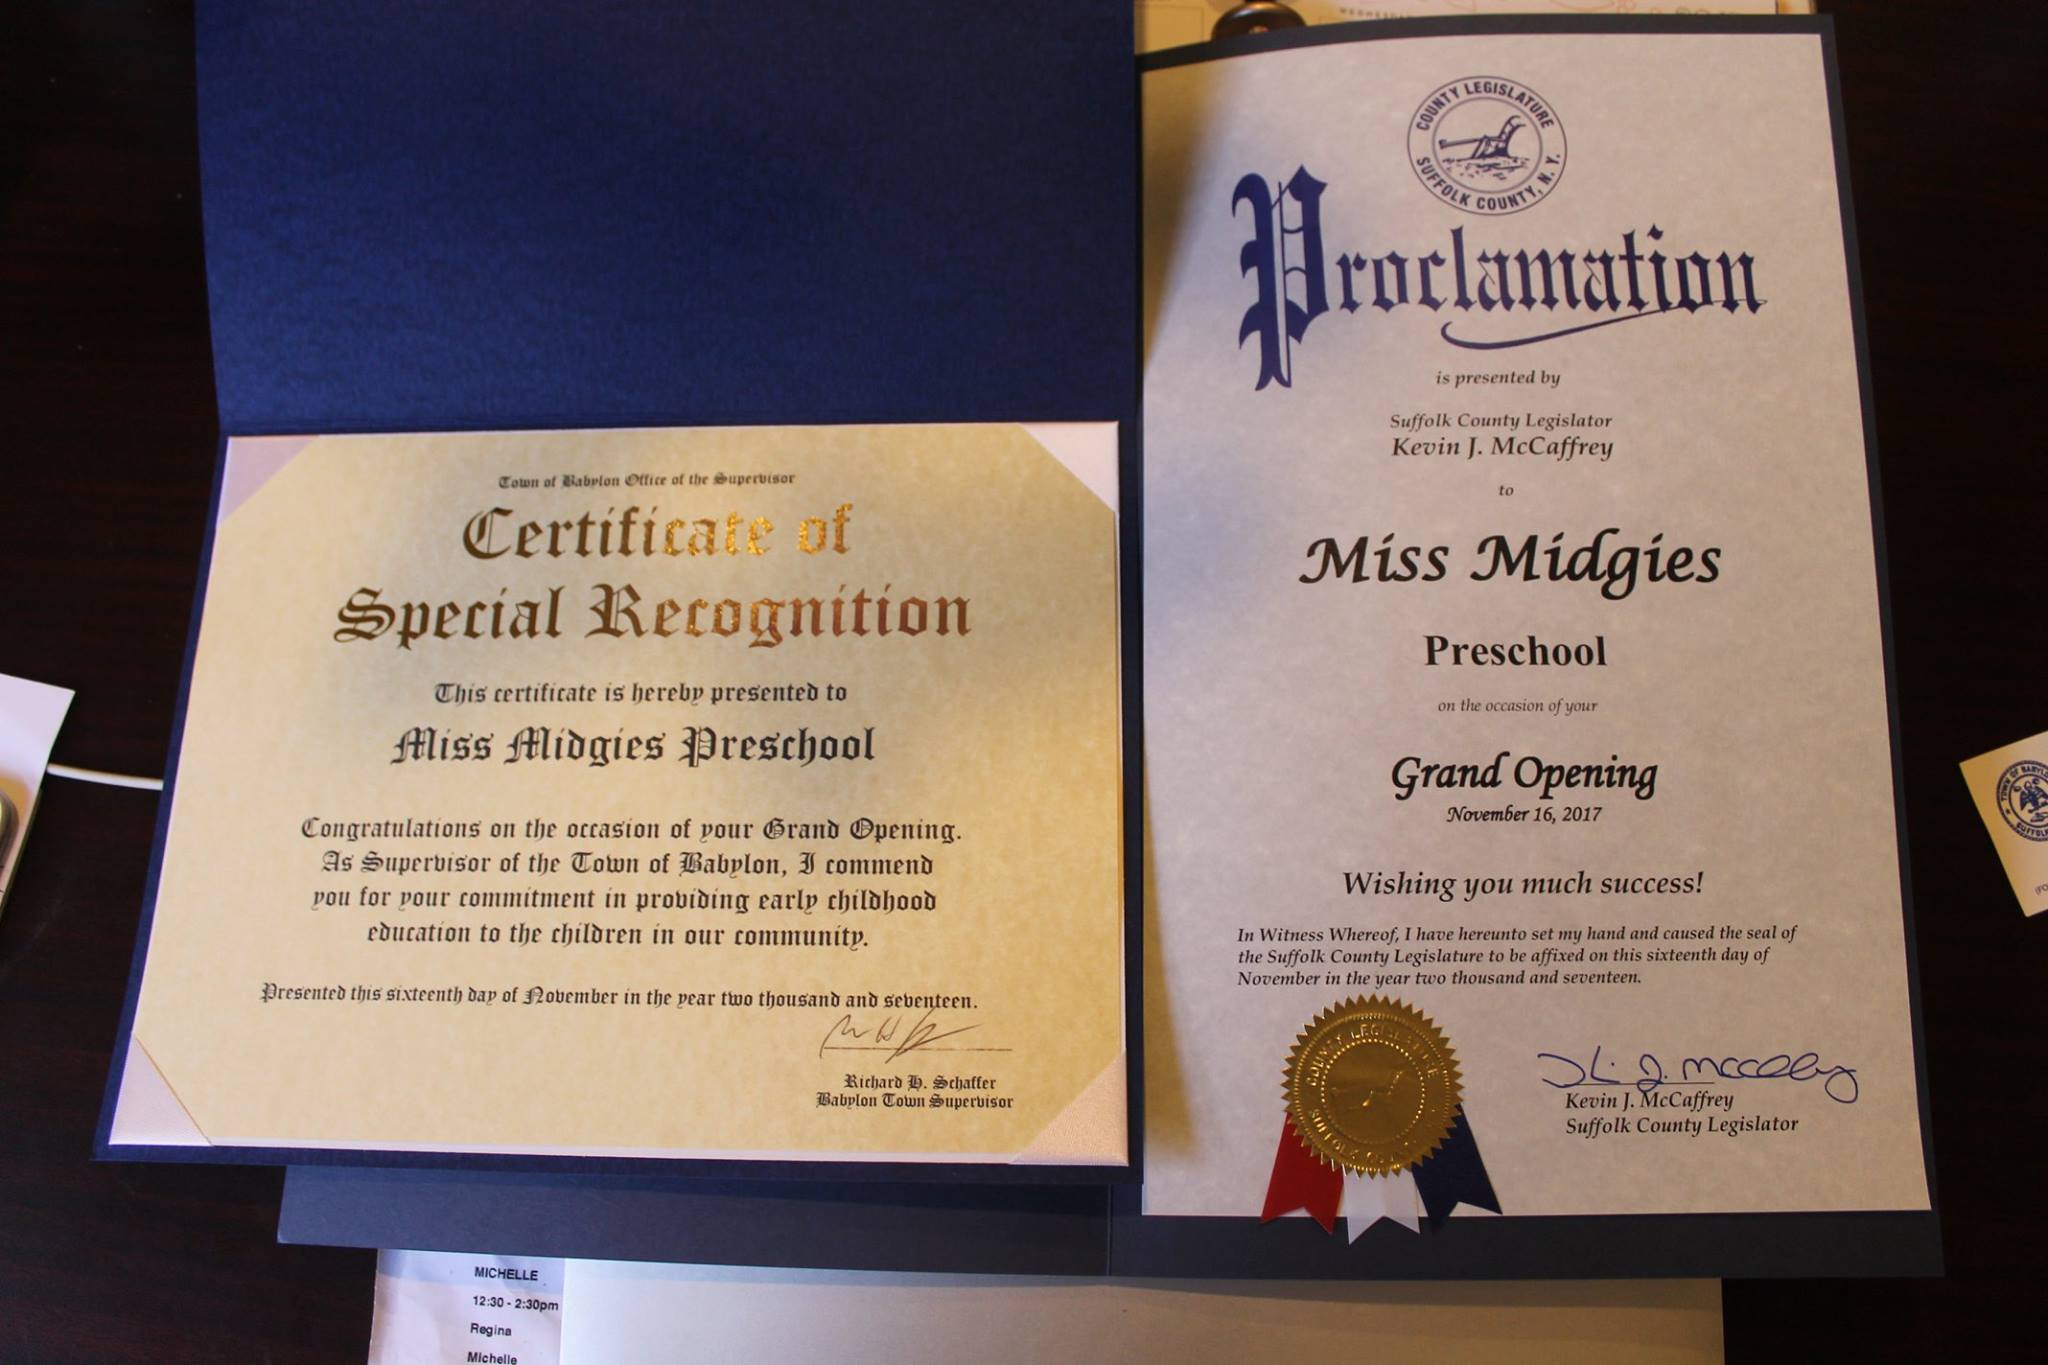 Town of Babylon Office of the Supervisor
Certificate of
Special Recognition
This certificate is hereby presented to
Miss Midgies Preschool
Congratulations on the occasion of your Grand Opening.
As Supervisor of the Town of Babylon, I commend
you for your commitment in providing early childhood
education to the children in our community.
Presented this sixteenth day of November in the year two thousand and seventeen.
Richard H. Schaffer
Babylon Town Supervisor
COUNTY LEGISLATURE
SUFFOLK COUNTY, N. Y.
Proclamation
is presented by
Suffolk County Legislator
Kevin J. McCaffrey
to
Miss Midgies
Preschool
on the occasion of your
Grand Opening
November 16, 2017
Wishing you much success!
In Witness Whereof, I have hereunto set my hand and caused the seal of
the Suffolk County Legislature to be affixed on this sixteenth day of
November in the year two thousand and seventeen.
COUNTY LEGISLATURE
Kevin J. McCaffrey
Suffolk County Legislator
MICHELLE
12:30 - 2:30pm
Regina
Michelle
TOWN OF